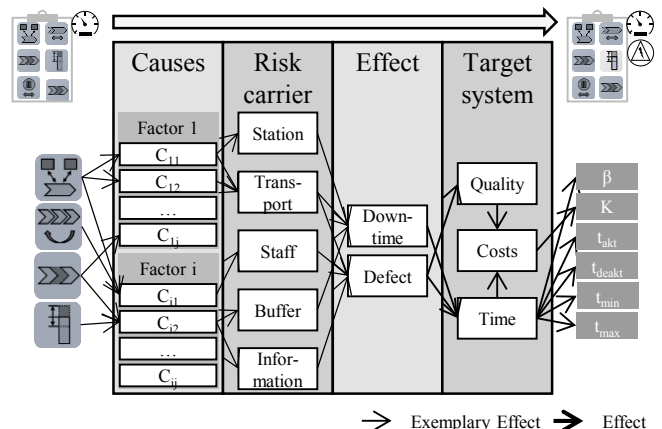 Causes
Risk
carrier
Effect
Target
system
Factor 1
C11
C12
...
C1j
Factor i
Ci1
Ci2
...
Cij
Station
Trans-
port
Staff
Buffer
Infor-
mation
Down-
time
Defect
Quality
Costs
Time
β
K
takt
tdeakt
tmin
tmax
Exemplary Effect
Effect